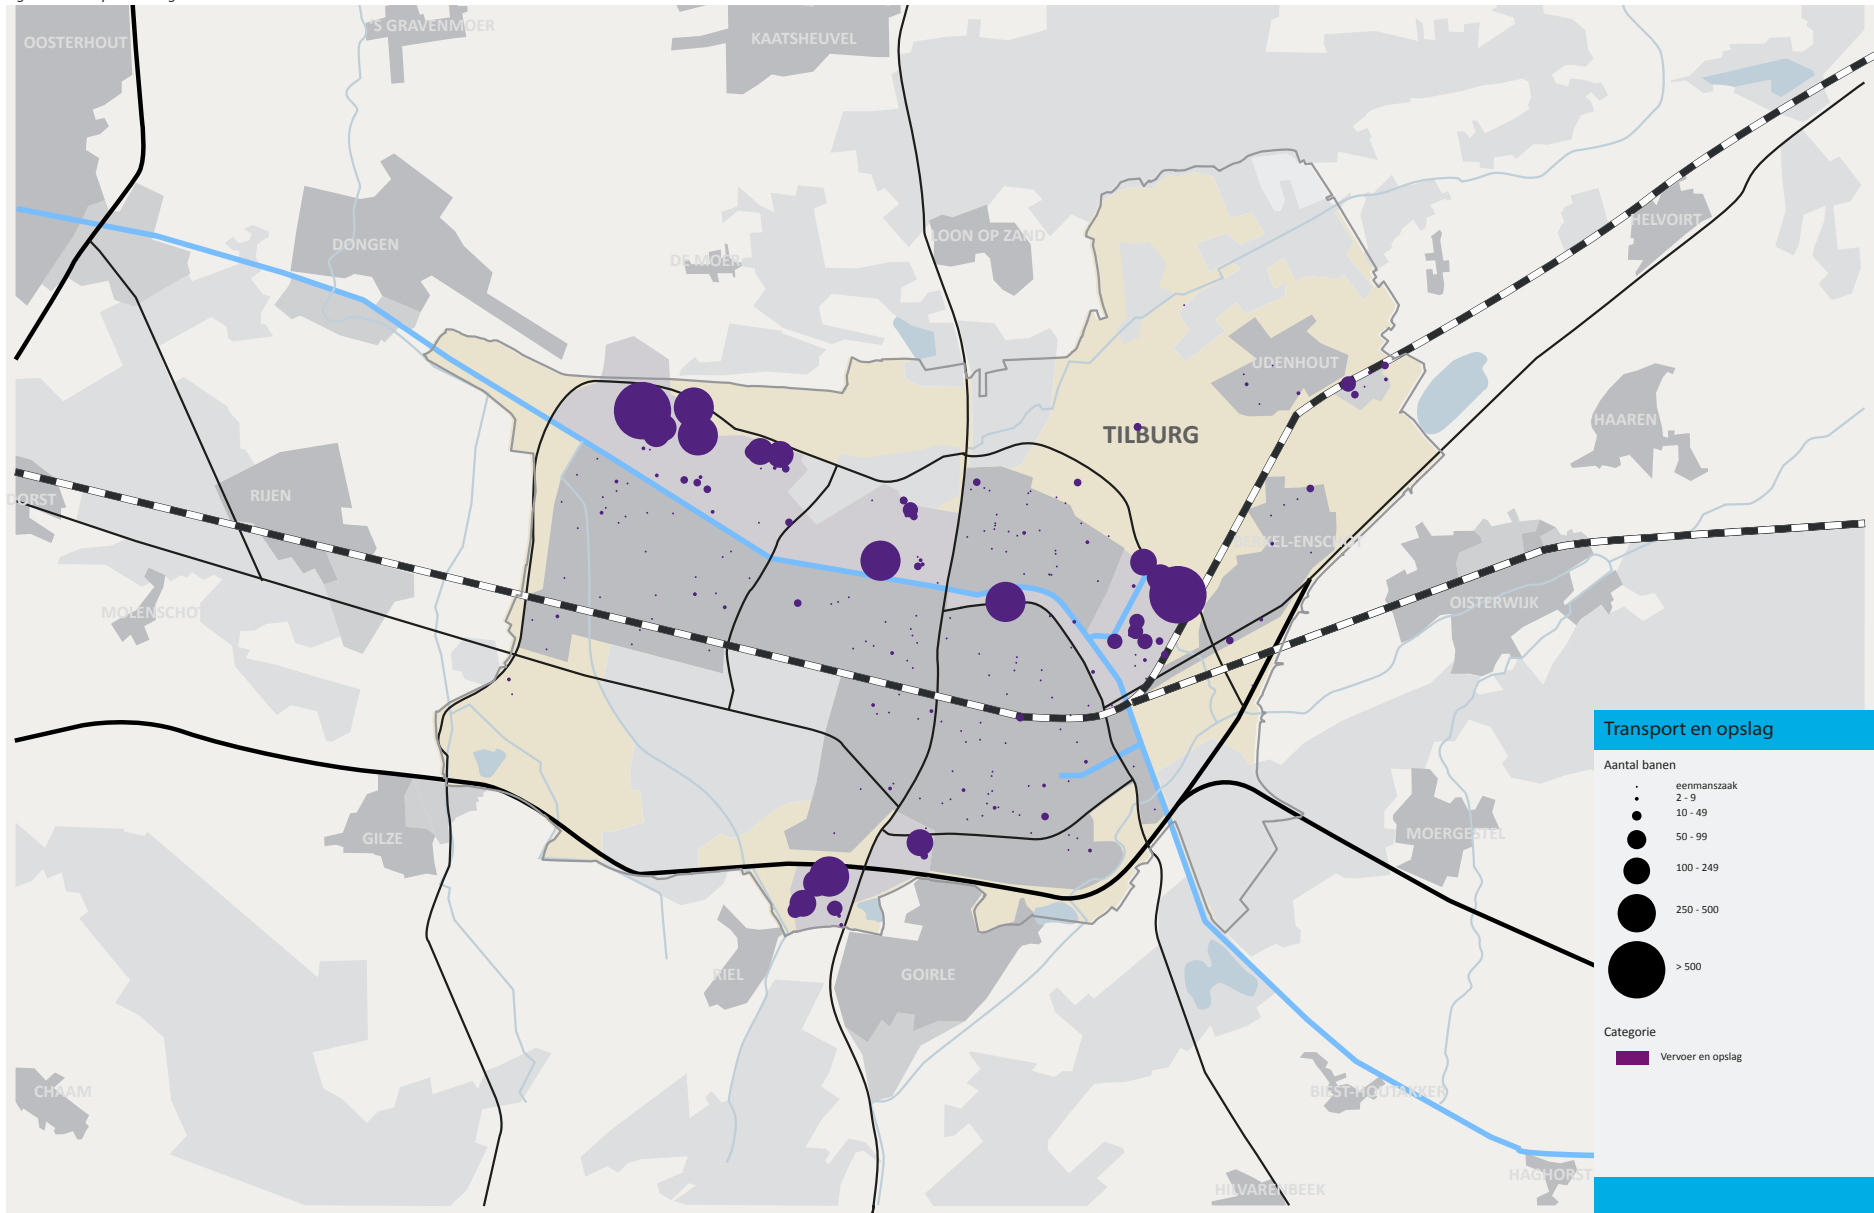 OOSTERHOUT
'S GRAVENMOER
KAATSHEUVEL
HELVOIRT
DONGEN
DE MOER
LOON OP ZAND
UDENHOUT
TILBURG
HAAREN
DORST
RIJEN
BERKEL-ENSCHOT
MOLENSCHOT
OISTERWIJK
GILZE
MOERGESTEL
RIEL
GOIRLE
CHAAM
BIEST-HOUTAKKER
HILVARENBEEK
HAGHORST
Transport en opslag
Aantal banen
eenmanszaak
2 - 9
10 - 49
50 - 99
100 - 249
250 - 500
> 500
Categorie
Vervoer en opslag